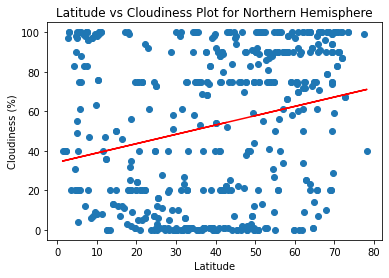 Latitude vs Cloudiness Plot for Northern Hemisphere
100
80
60
40
20
0
Cloudiness (%)
0 10 20 30 40 50 60 70 80
Latitude